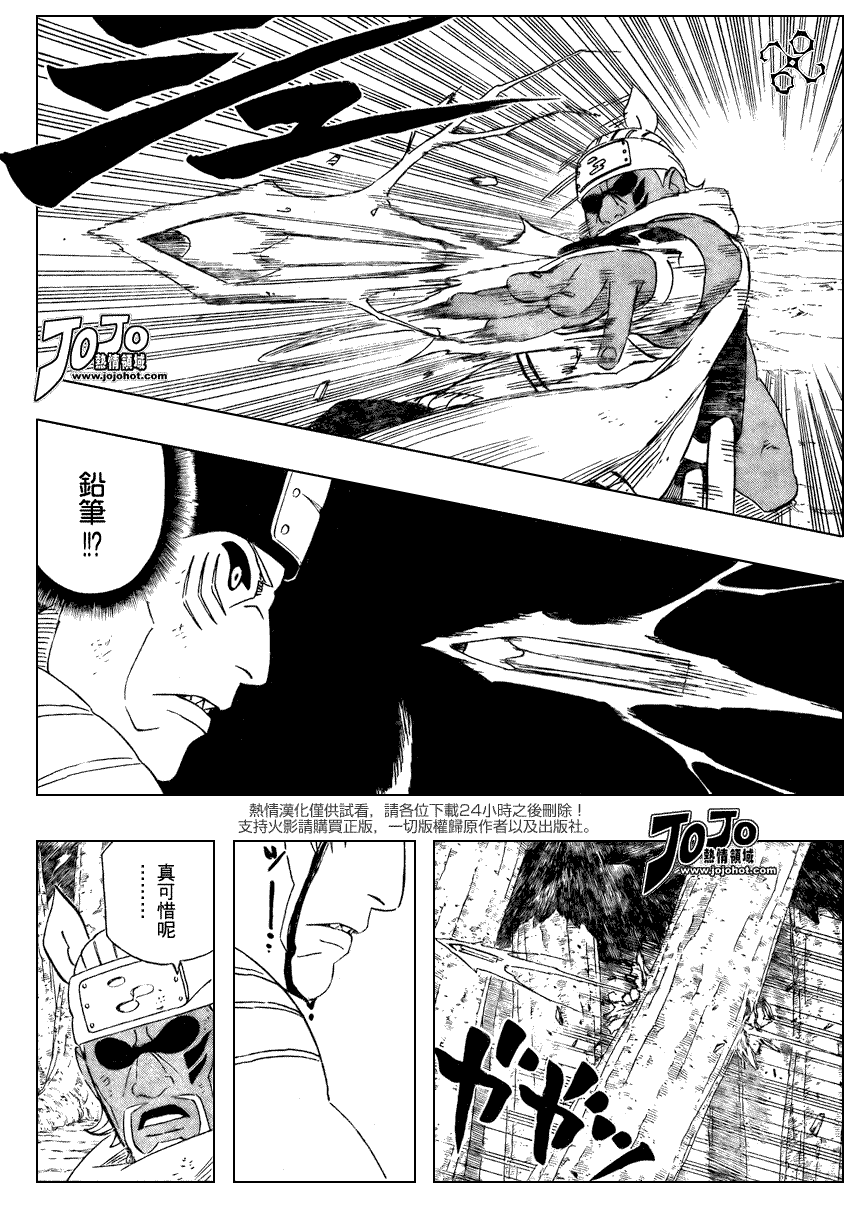 シュ
JOJO
熱情領域
www.jojohot.com
鉛筆
!!?
熱情漢化僅供試看，請各位下載24小時之後刪除！
支持火影請購買正版，一切版權歸原作者以及出版社。
JOJO
熱情領域
www.jojohot.com
ガガガッ
！
真可惜呢
………